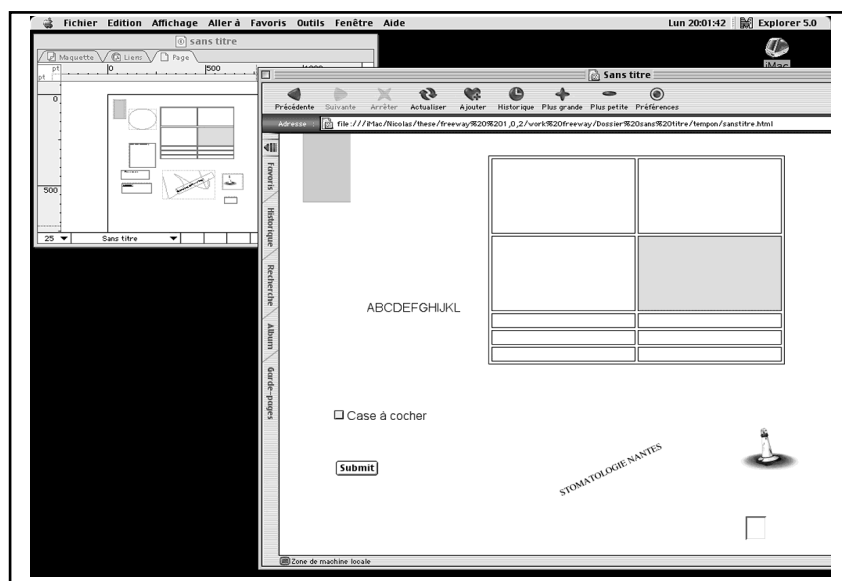 Fichier Edition Affichage Aller à Favoris Outils Fenêtre Aide Lun 20:01:42 Explorer 5.0
sans titre
Maquette Liens Page
iMac
pt 0 500 1000
pt
0
500
25 Sans titre
Sans titre
Précédente Suivante Arrêter Actualiser Ajouter Historique Plus grande Plus petite Préférences
Adresse file:///iMac/Nicolas/these/freeway%20%201,0,2/work%20freeway/Dossier%20sans%20titre/tempon/sanstitre.html
Favoris
Historique
Recherche
Album
Garde-pages
ABCDEFGHIJKL
Case à cocher
Submit
STOMATOLOGIE NANTES
Zone de machine locale